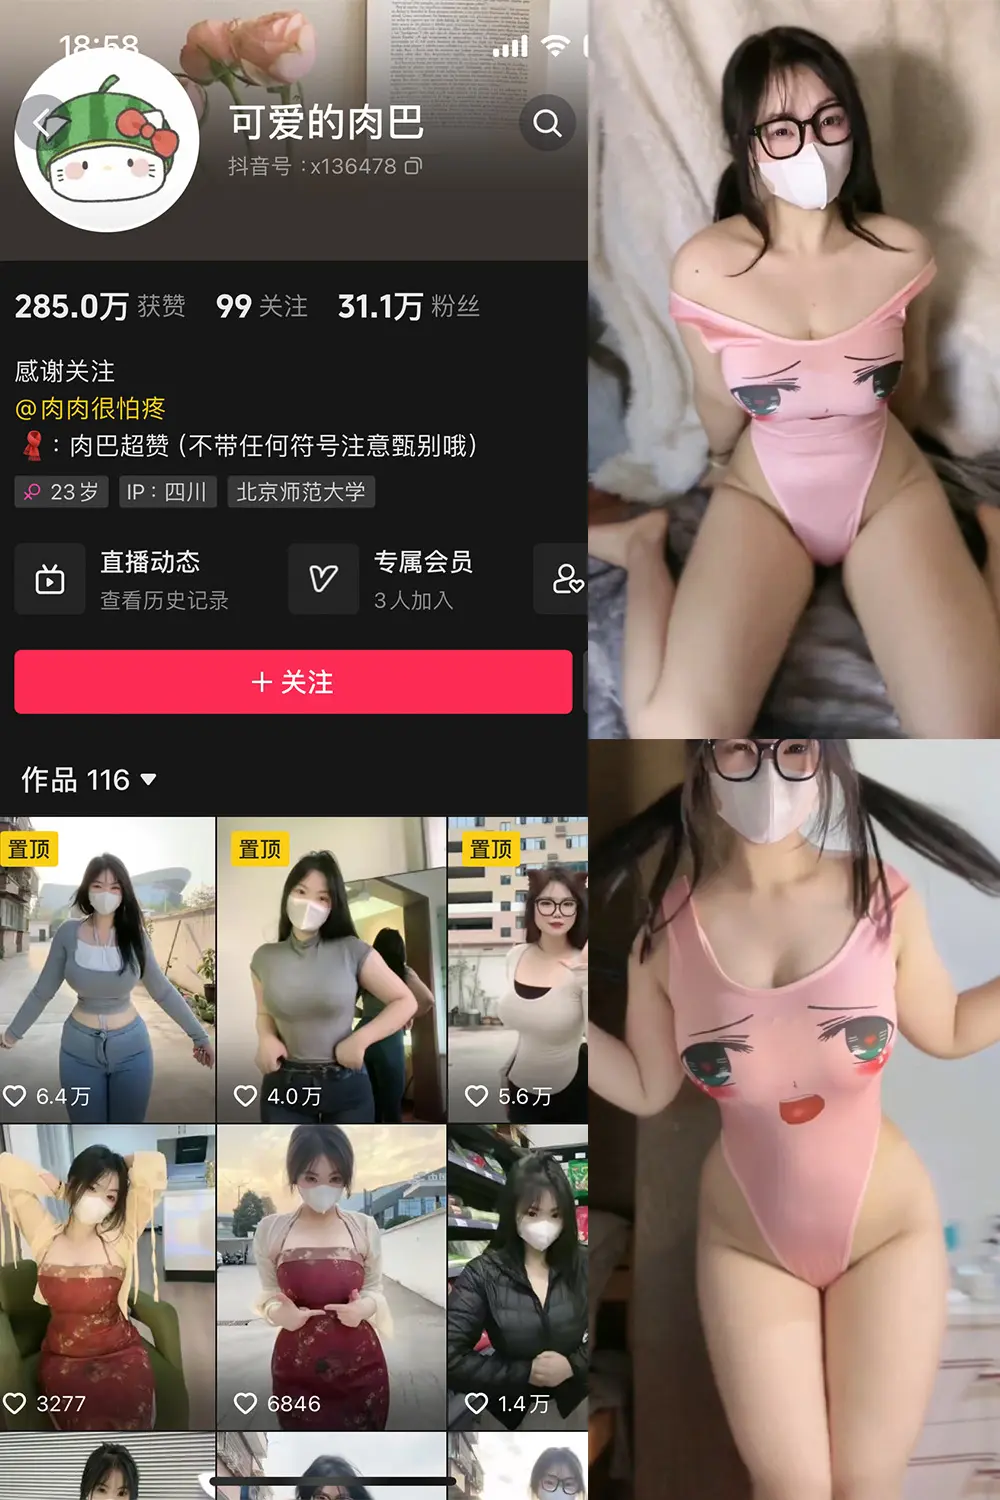 18:58
可爱的肉巴
抖音号：x136478
285.0万 获赞 99 关注 31.1万 粉丝
感谢关注
@肉肉很怕疼
：肉巴超赞 (不带任何符号注意甄别哦)
23岁 IP：四川 北京师范大学
直播动态 专属会员
查看历史记录 3人加入
+ 关注
作品 116
置顶 置顶 置顶
6.4万 4.0万 5.6万
3277 6846 1.4万